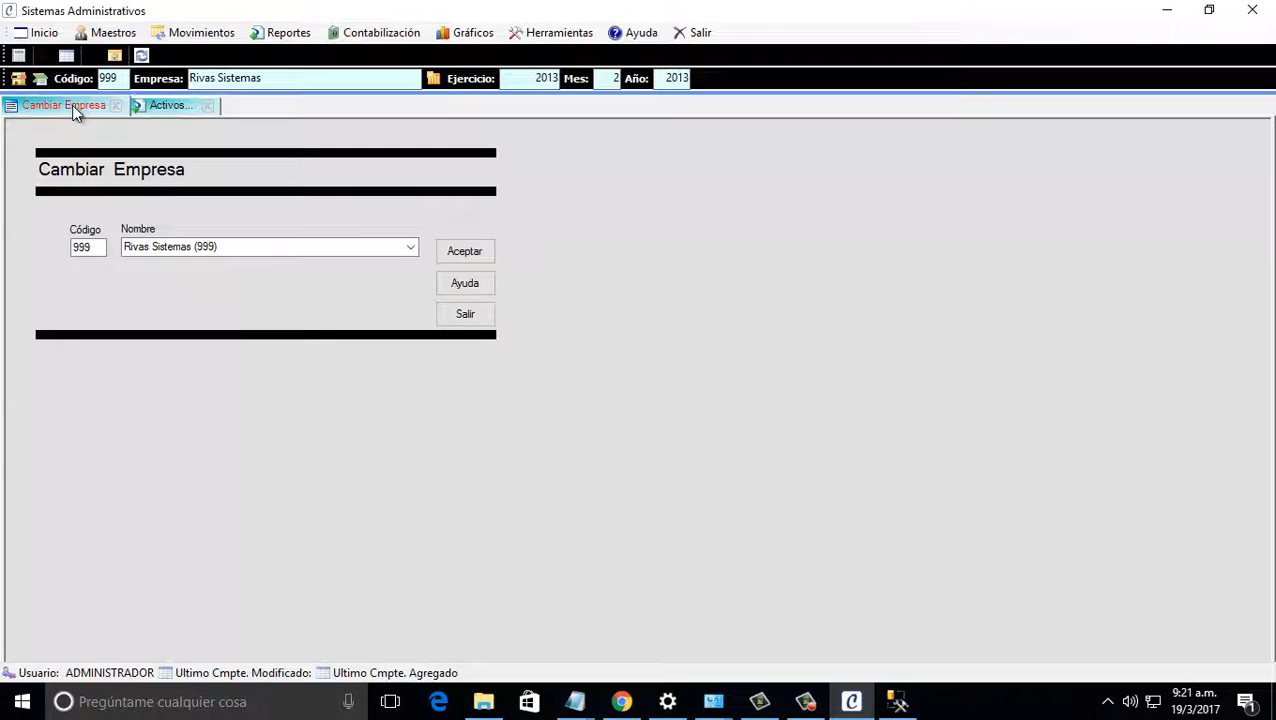 Sistemas Administrativos
Inicio Maestros Movimientos Reportes Contabilización Gráficos Herramientas Ayuda Salir
Código: 999 Empresa: Rivas Sistemas Ejercicio: 2013 Mes: 2 Año: 2013
Cambiar Empresa Activos...
Cambiar Empresa
Código Nombre
999 Rivas Sistemas (999) Aceptar
Ayuda
Salir
Usuario: ADMINISTRADOR Ultimo Cmpte. Modificado: Ultimo Cmpte. Agregado
Pregúntame cualquier cosa
9:21 a.m.
19/3/2017
1